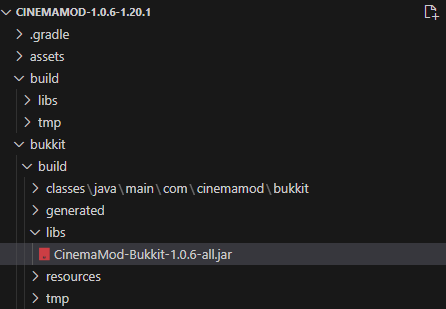 CINEMAMOD-1.0.6-1.20.1
.gradle
assets
build
libs
tmp
bukkit
build
classes\java\main\com\cinemamod\bukkit
generated
libs
CinemaMod-Bukkit-1.0.6-all.jar
resources
tmp